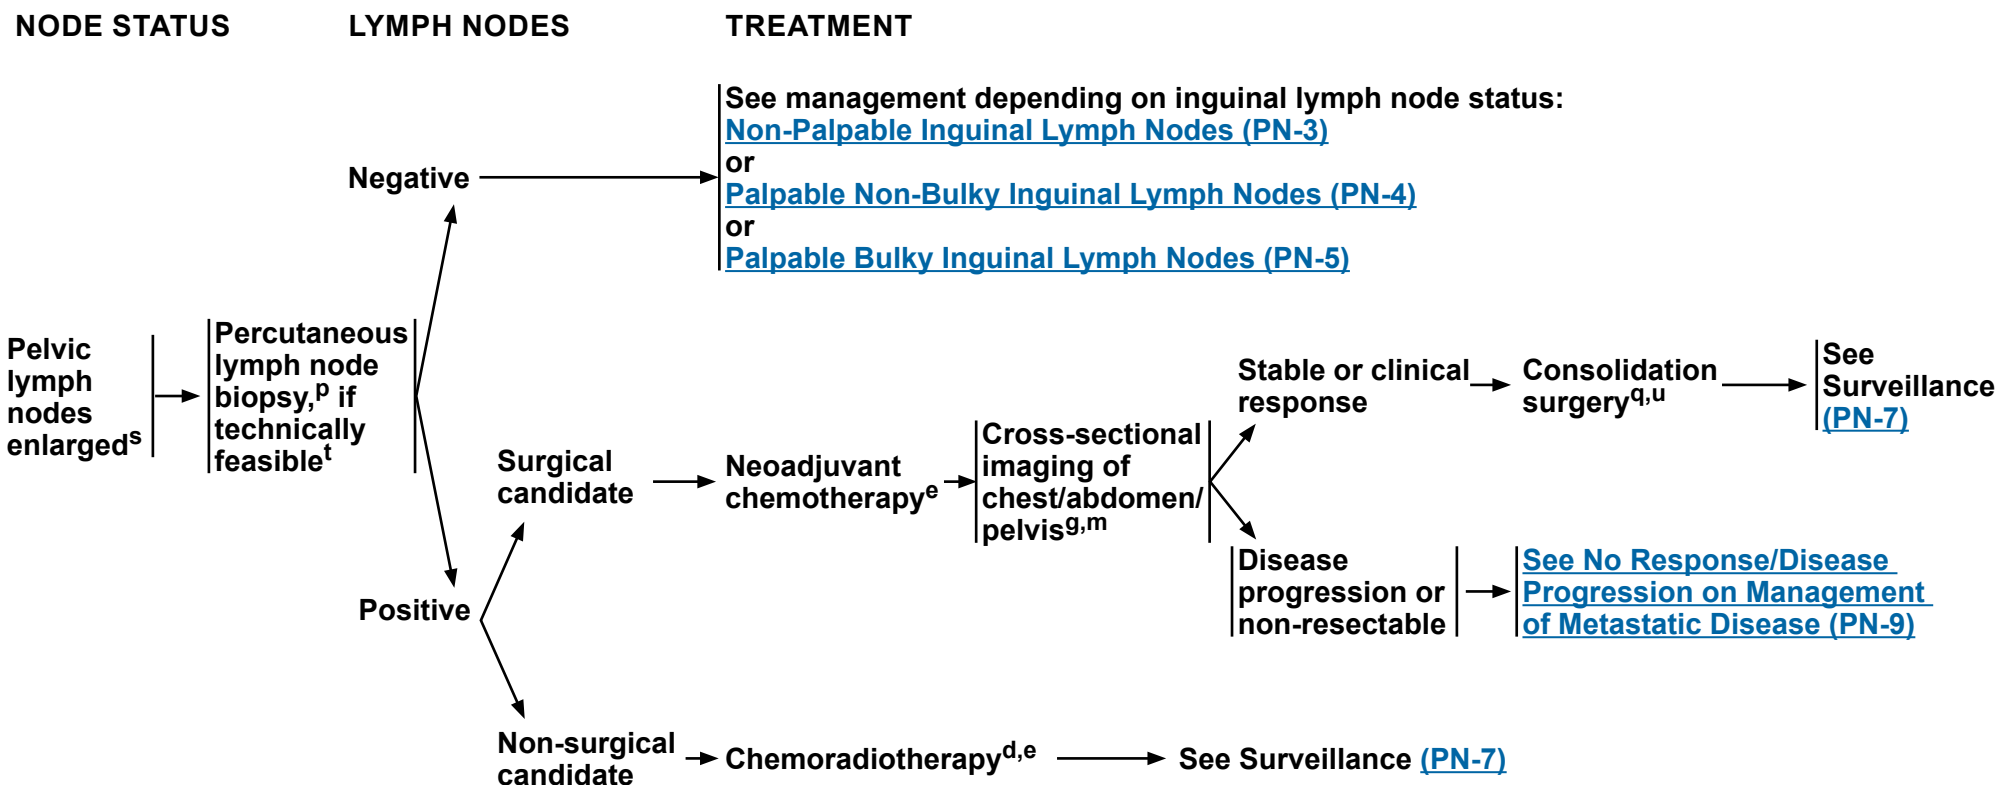 NODE STATUS
LYMPH NODES
TREATMENT
See management depending on inguinal lymph node status:
Non-Palpable Inguinal Lymph Nodes (PN-3)
or
Palpable Non-Bulky Inguinal Lymph Nodes (PN-4)
or
Palpable Bulky Inguinal Lymph Nodes (PN-5)
Negative
Pelvic
lymph
nodes
enlargeds
Percutaneous
lymph node
biopsy,p if
technically
feasiblet
Positive
Surgical
candidate
Neoadjuvant
chemotherapye
Cross-sectional
imaging of
chest/abdomen/
pelvisg,m
Stable or clinical
response
Consolidation
surgeryq,u
See
Surveillance
(PN-7)
Disease
progression or
non-resectable
See No Response/Disease
Progression on Management
of Metastatic Disease (PN-9)
Non-surgical
candidate
Chemoradiotherapyd,e
See Surveillance (PN-7)